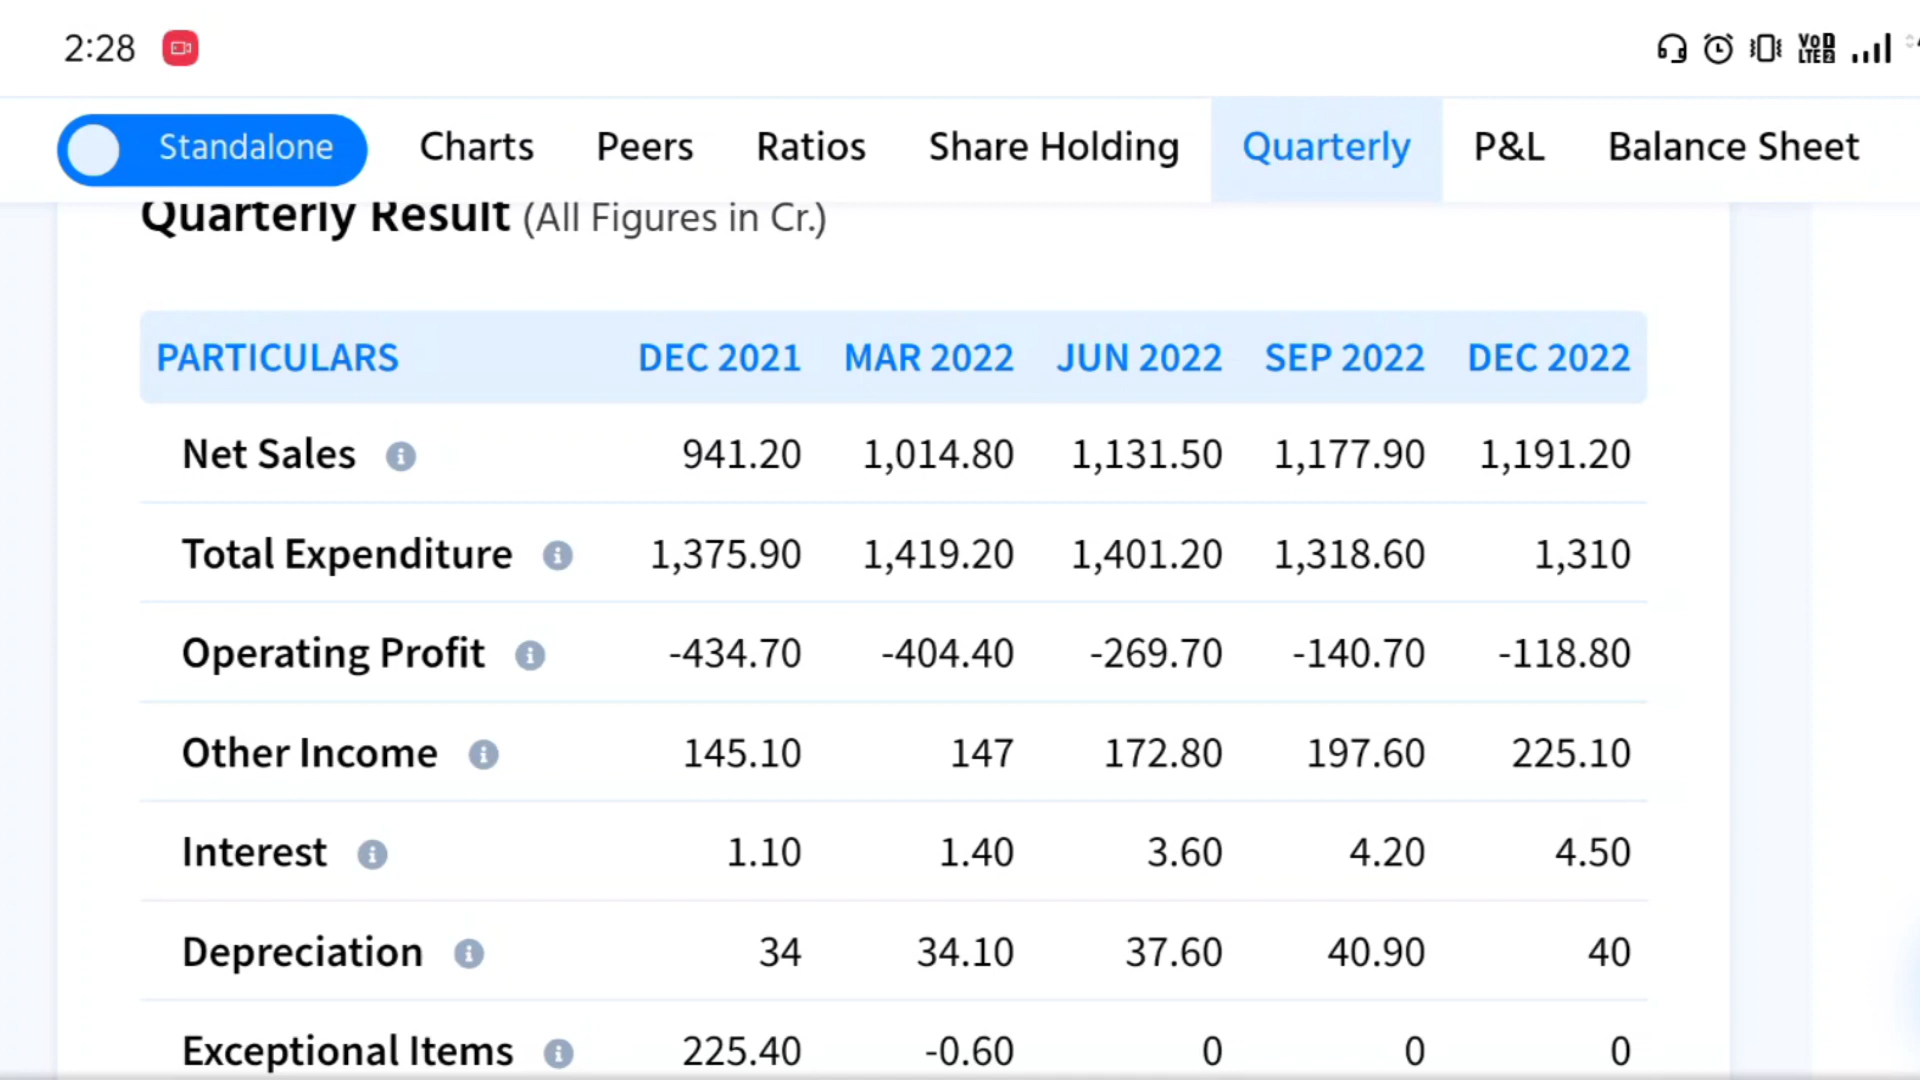 2:28 VoD LTE2
Standalone Charts Peers Ratios Share Holding Quarterly P&L Balance Sheet
Quarterly Result (All Figures in Cr.)
PARTICULARS DEC 2021 MAR 2022 JUN 2022 SEP 2022 DEC 2022
Net Sales 941.20 1,014.80 1,131.50 1,177.90 1,191.20
Total Expenditure 1,375.90 1,419.20 1,401.20 1,318.60 1,310
Operating Profit -434.70 -404.40 -269.70 -140.70 -118.80
Other Income 145.10 147 172.80 197.60 225.10
Interest 1.10 1.40 3.60 4.20 4.50
Depreciation 34 34.10 37.60 40.90 40
Exceptional Items 225.40 -0.60 0 0 0